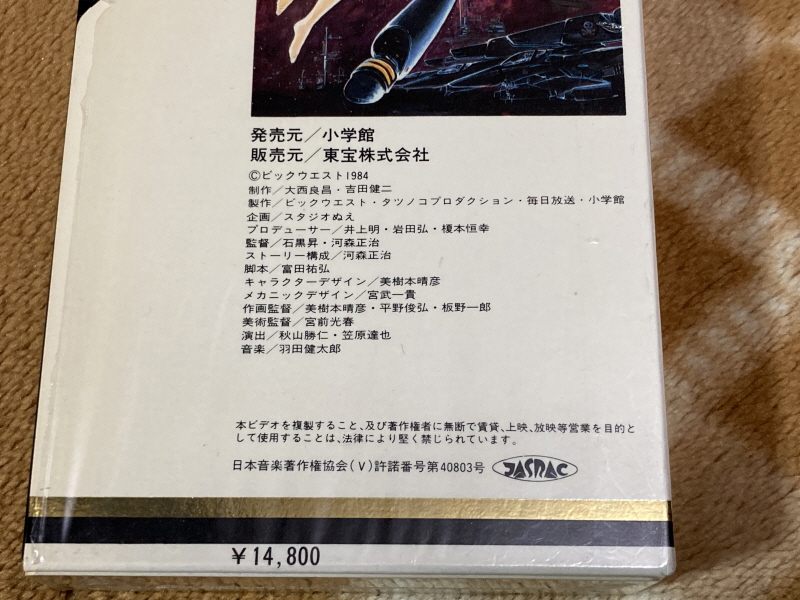 発売元／小学館
販売元／東宝株式会社
©ビックウエスト1984
制作／大西良昌・吉田健二
製作／ビックウエスト・タツノコプロダクション・毎日放送・小学館
企画／スタジオぬえ
プロデューサー／井上明・岩田弘・榎本恒幸
監督／石黒昇・河森正治
ストーリー構成／河森正治
脚本／富田祐弘
キャラクターデザイン／美樹本晴彦
メカニックデザイン／宮武一貴
作画監督／美樹本晴彦・平野俊弘・板野一郎
美術監督／宮前光春
演出／秋山勝仁・笠原達也
音楽／羽田健太郎
本ビデオを複製すること、及び著作権者に無断で賃貸、上映、放映等営業を目的と
して使用することは、法律により堅く禁じられています。
日本音楽著作権協会(V)許諾番号第40803号 JASRAC
￥14,800